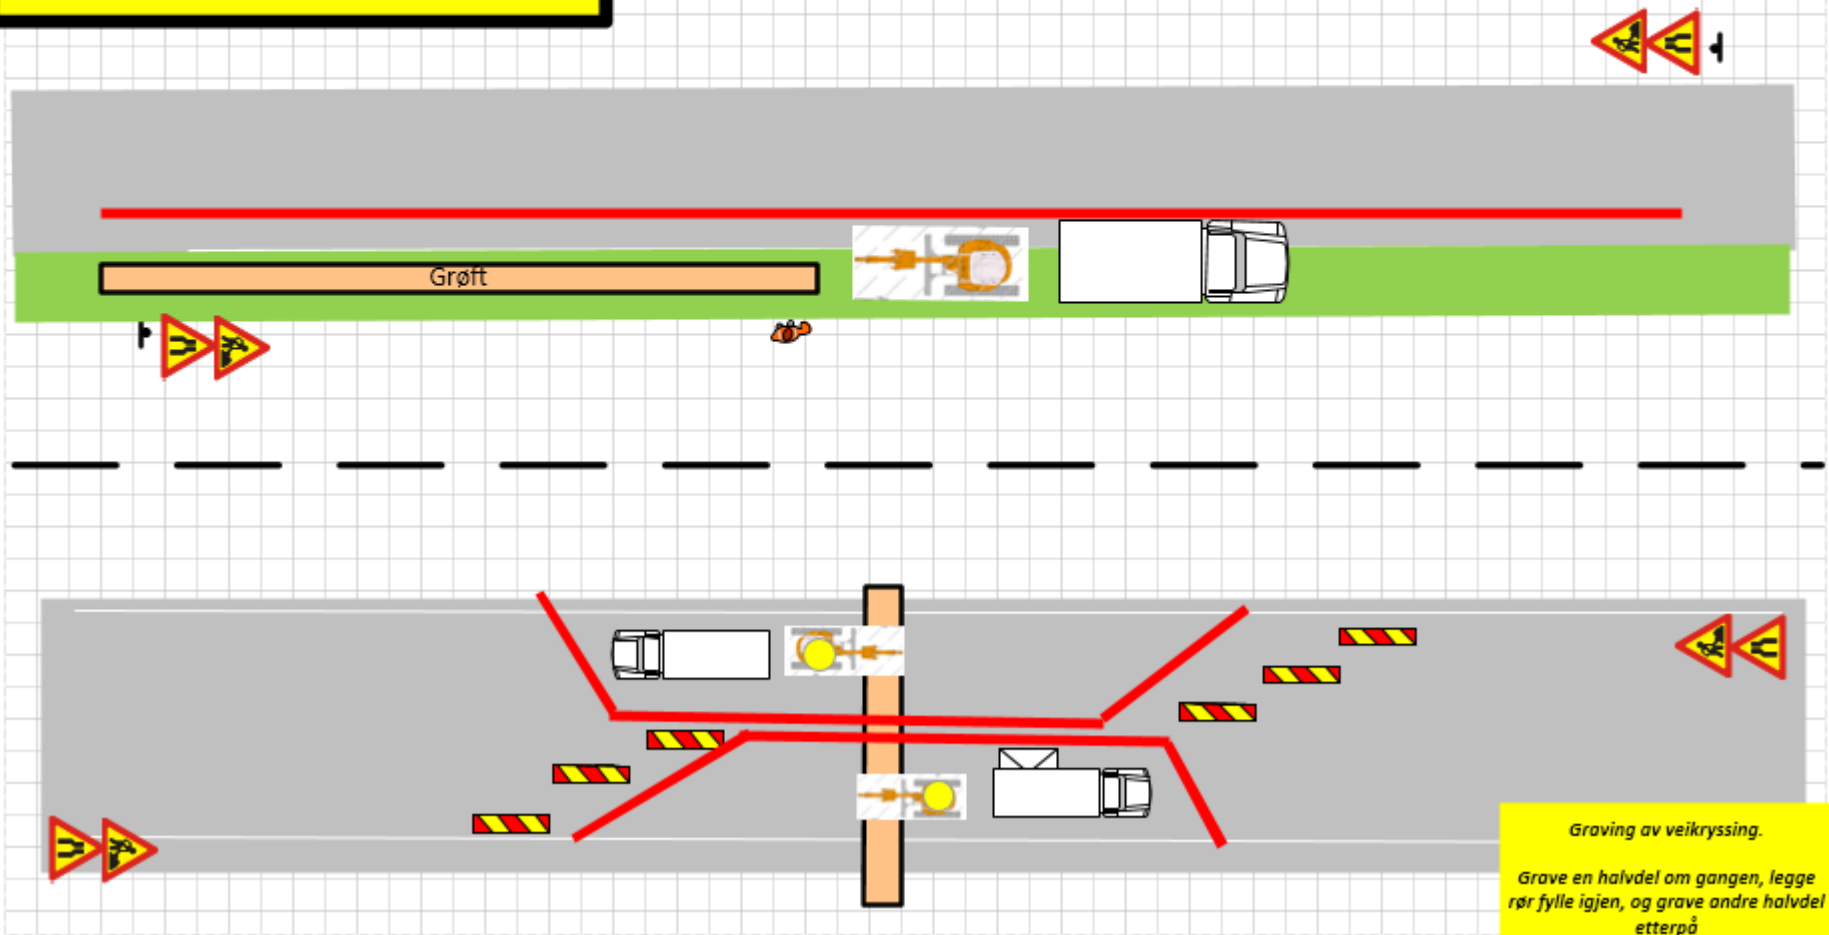 Grøft
Graving av veikryssing.
Grave en halvdel om gangen, legge
rør fylle igjen, og grave andre halvdel
etterpå